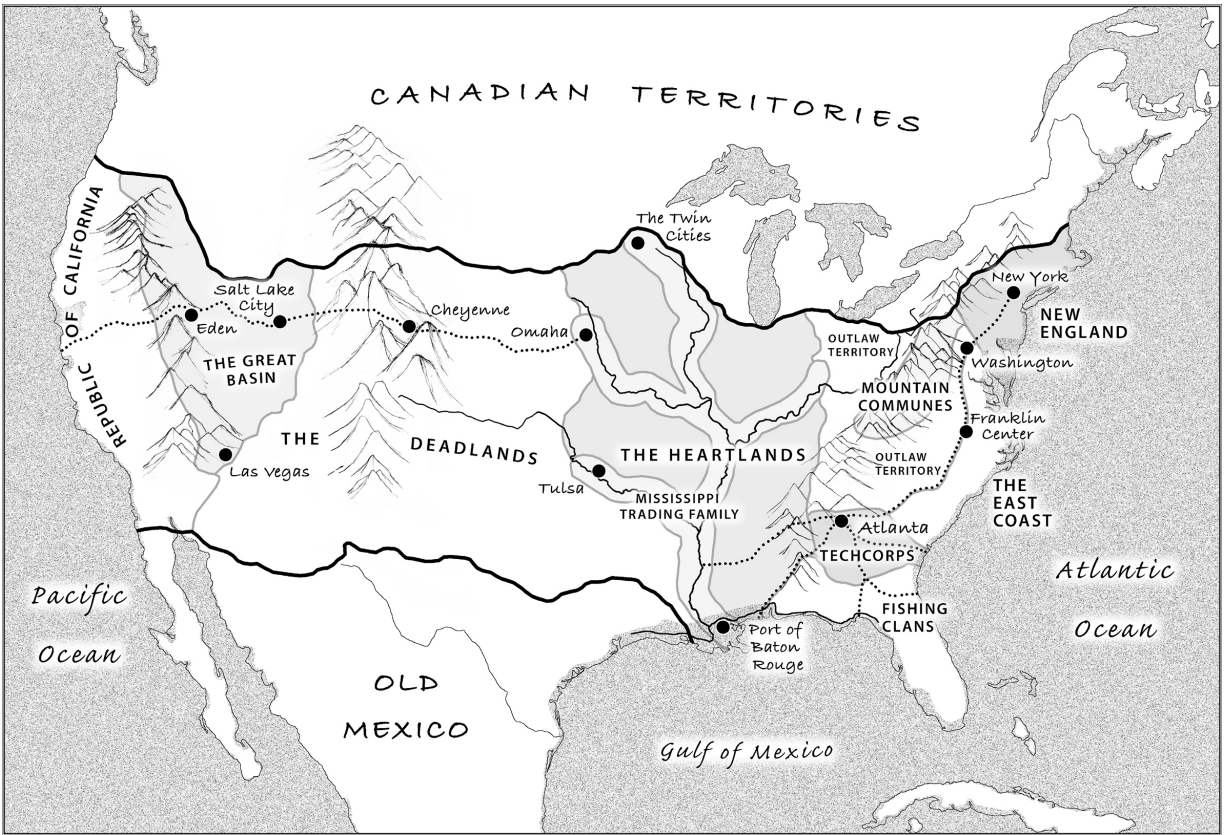 CANADIAN TERRITORIES
REPUBLIC OF CALIFORNIA
The Twin
Cities
Salt Lake
City
Eden
Cheyenne
Omaha
New York
NEW
ENGLAND
OUTLAW
TERRITORY
Washington
THE GREAT
BASIN
MOUNTAIN
COMMUNES
Franklin
Center
THE
DEADLANDS
THE HEARTLANDS
OUTLAW
TERRITORY
Las Vegas
Tulsa
MISSISSIPPI
TRADING FAMILY
THE
EAST
COAST
Atlanta
TECHCORPS
FISHING
CLANS
Port of
Baton
Rouge
Pacific
Ocean
Atlantic
Ocean
OLD
MEXICO
Gulf of Mexico